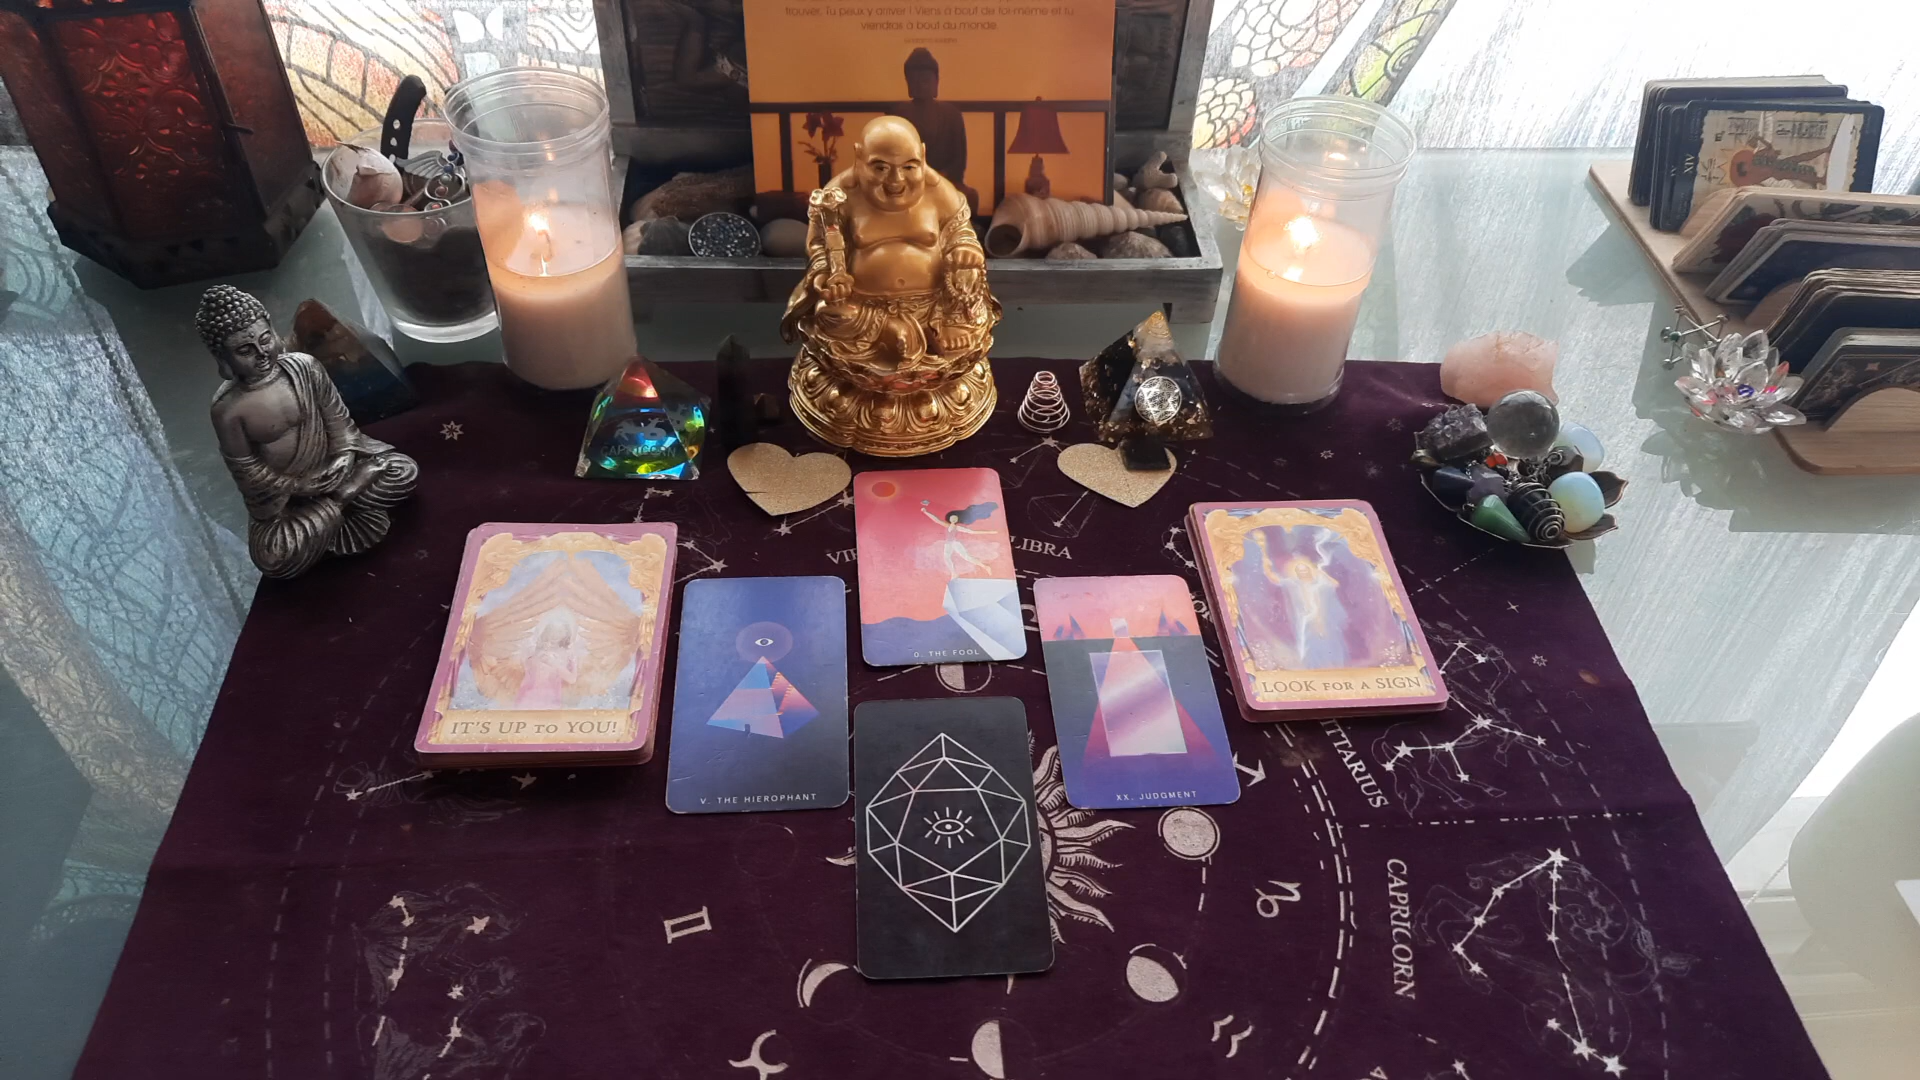 trouver. Tu peux y arriver ! Viens à bout de toi-même et tu
viendras à bout du monde.
XIV
CAPRICORN
LIBRA
0. THE FOOL
IT'S UP TO YOU!
LOOK FOR A SIGN
V. THE HIEROPHANT
XX. JUDGMENT
CAPRICORN